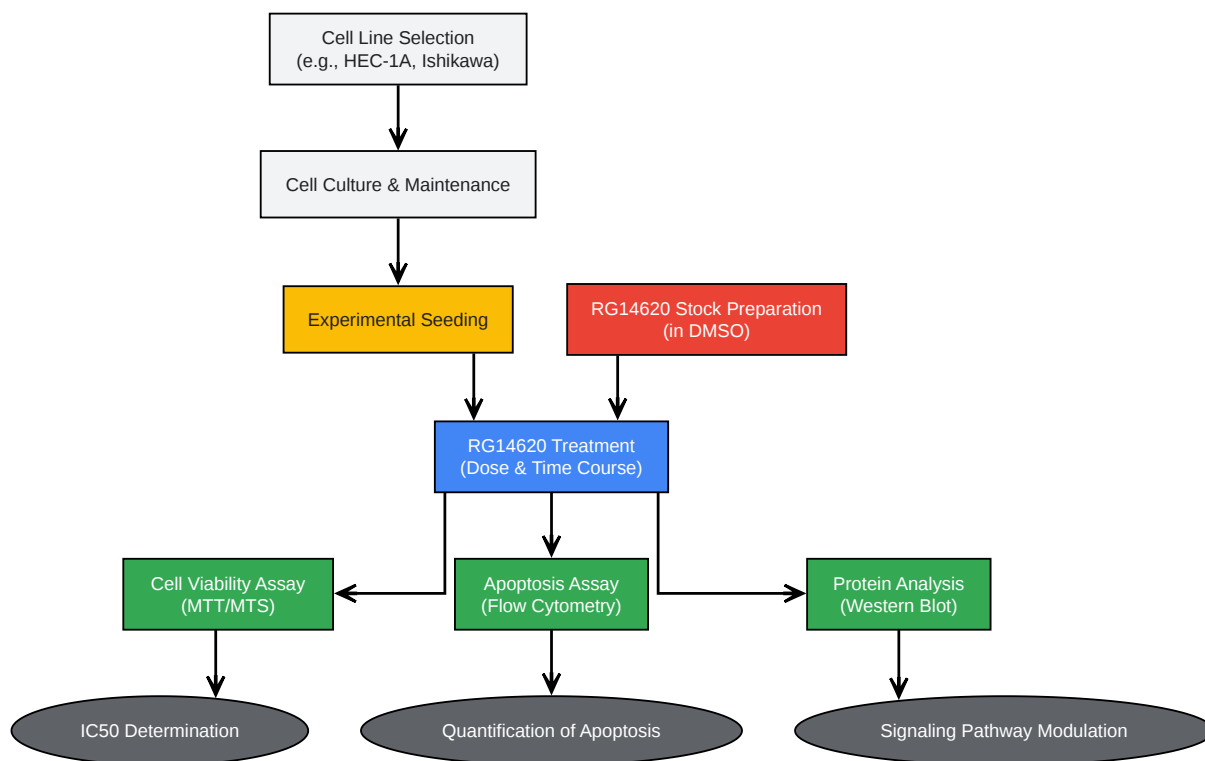 Cell Line Selection
(e.g., HEC-1A, Ishikawa)
Cell Culture & Maintenance
Experimental Seeding
RG14620 Stock Preparation
(in DMSO)
RG14620 Treatment
(Dose & Time Course)
Cell Viability Assay
(MTT/MTS)
Apoptosis Assay
(Flow Cytometry)
Protein Analysis
(Western Blot)
IC50 Determination
Quantification of Apoptosis
Signaling Pathway Modulation